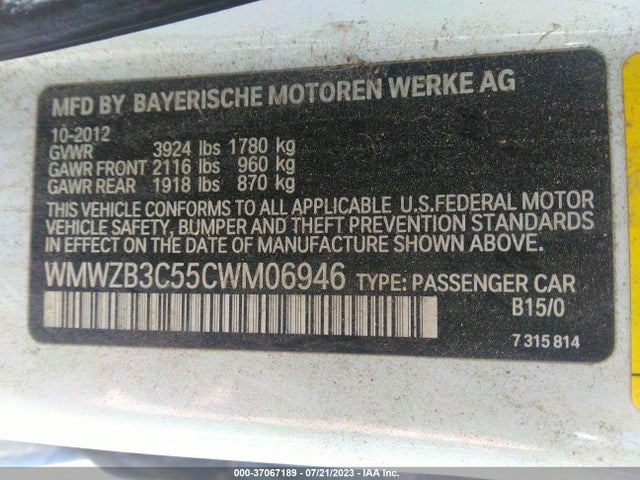 MFD BY BAYERISCHE MOTOREN WERKE AG
10-2012
GVWR 3924 lbs 1780 kg
GAWR FRONT 2116 lbs 960 kg
GAWR REAR 1918 lbs 870 kg
THIS VEHICLE CONFORMS TO ALL APPLICABLE U.S.FEDERAL MOTOR
VEHICLE SAFETY, BUMPER AND THEFT PREVENTION STANDARDS
IN EFFECT ON THE DATE OF MANUFACTURE SHOWN ABOVE.
WMWZB3C55CWM06946 TYPE: PASSENGER CAR
B15/0
7 315 814
000-37067189 - 07/21/2023 - IAA Inc.